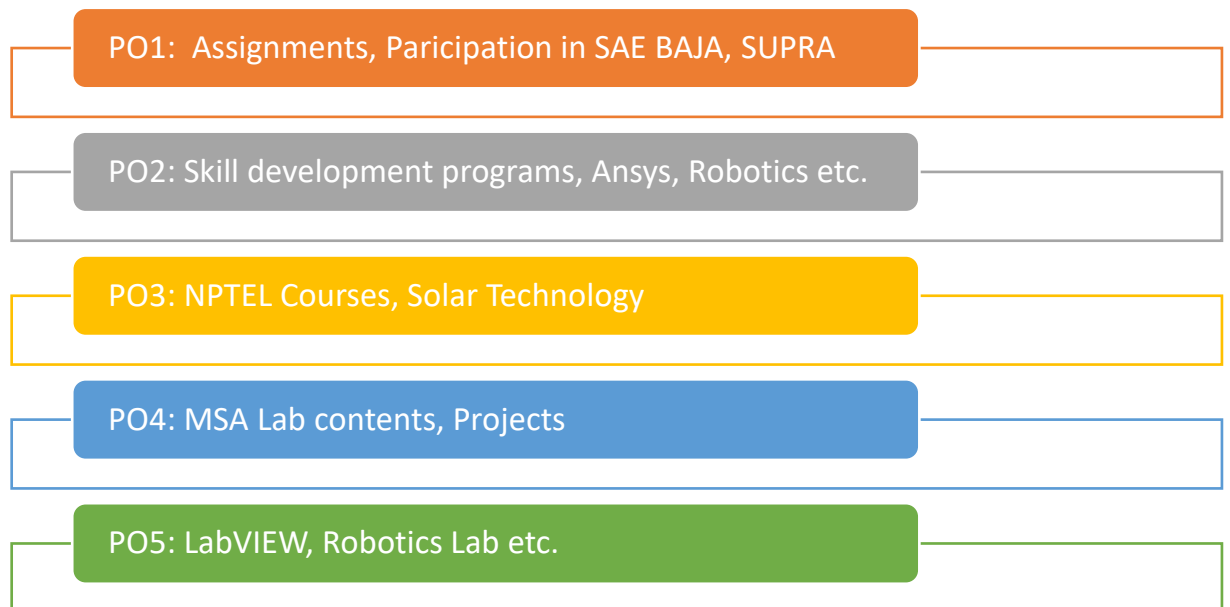 PO1:  Assignments, Paricipation in SAE BAJA, SUPRA
PO2: Skill development programs, Ansys, Robotics etc.
PO3: NPTEL Courses, Solar Technology
PO4: MSA Lab contents, Projects
PO5: LabVIEW, Robotics Lab etc.